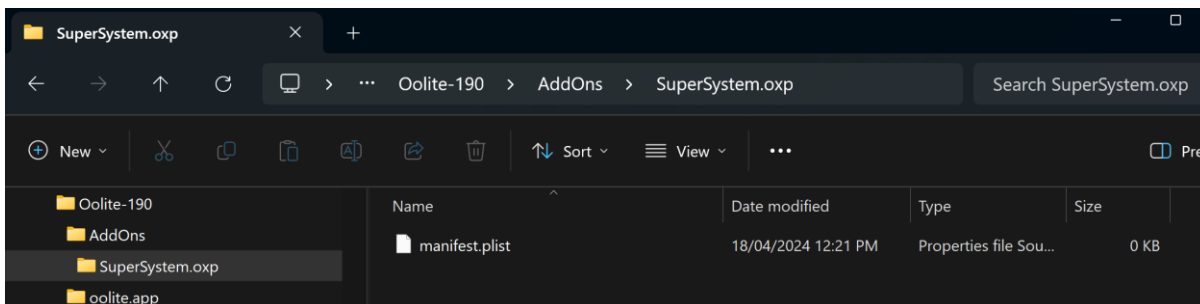 SuperSystem.oxp
Oolite-190 > AddOns > SuperSystem.oxp
Search SuperSystem.oxp
New
Sort
View
Pre
Oolite-190
AddOns
SuperSystem.oxp
oolite.app
Name Date modified Type Size
manifest.plist 18/04/2024 12:21 PM Properties file Sou... 0 KB